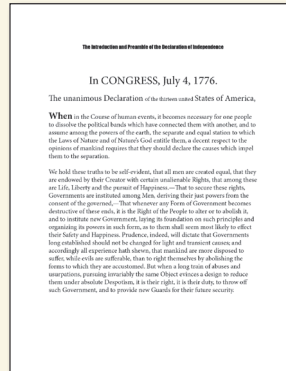 The Introduction and Preamble of the Declaration of Independence
In CONGRESS, July 4, 1776.
The unanimous Declaration of the thirteen united States of America,
When in the Course of human events, it becomes necessary for one people
to dissolve the political bands which have connected them with another, and to
assume among the powers of the earth, the separate and equal station to which
the Laws of Nature and of Nature's God entitle them, a decent respect to the
opinions of mankind requires that they should declare the causes which impel
them to the separation.
We hold these truths to be self-evident, that all men are created equal, that they
are endowed by their Creator with certain unalienable Rights, that among these
are Life, Liberty and the pursuit of Happiness.—That to secure these rights,
Governments are instituted among Men, deriving their just powers from the
consent of the governed,—That whenever any Form of Government becomes
destructive of these ends, it is the Right of the People to alter or to abolish it,
and to institute new Government, laying its foundation on such principles and
organizing its powers in such form, as to them shall seem most likely to effect
their Safety and Happiness. Prudence, indeed, will dictate that Governments
long established should not be changed for light and transient causes; and
accordingly all experience hath shewn, that mankind are more disposed to
suffer, while evils are sufferable, than to right themselves by abolishing the
forms to which they are accustomed. But when a long train of abuses and
usurpations, pursuing invariably the same Object evinces a design to reduce
them under absolute Despotism, it is their right, it is their duty, to throw off
such Government, and to provide new Guards for their future security.